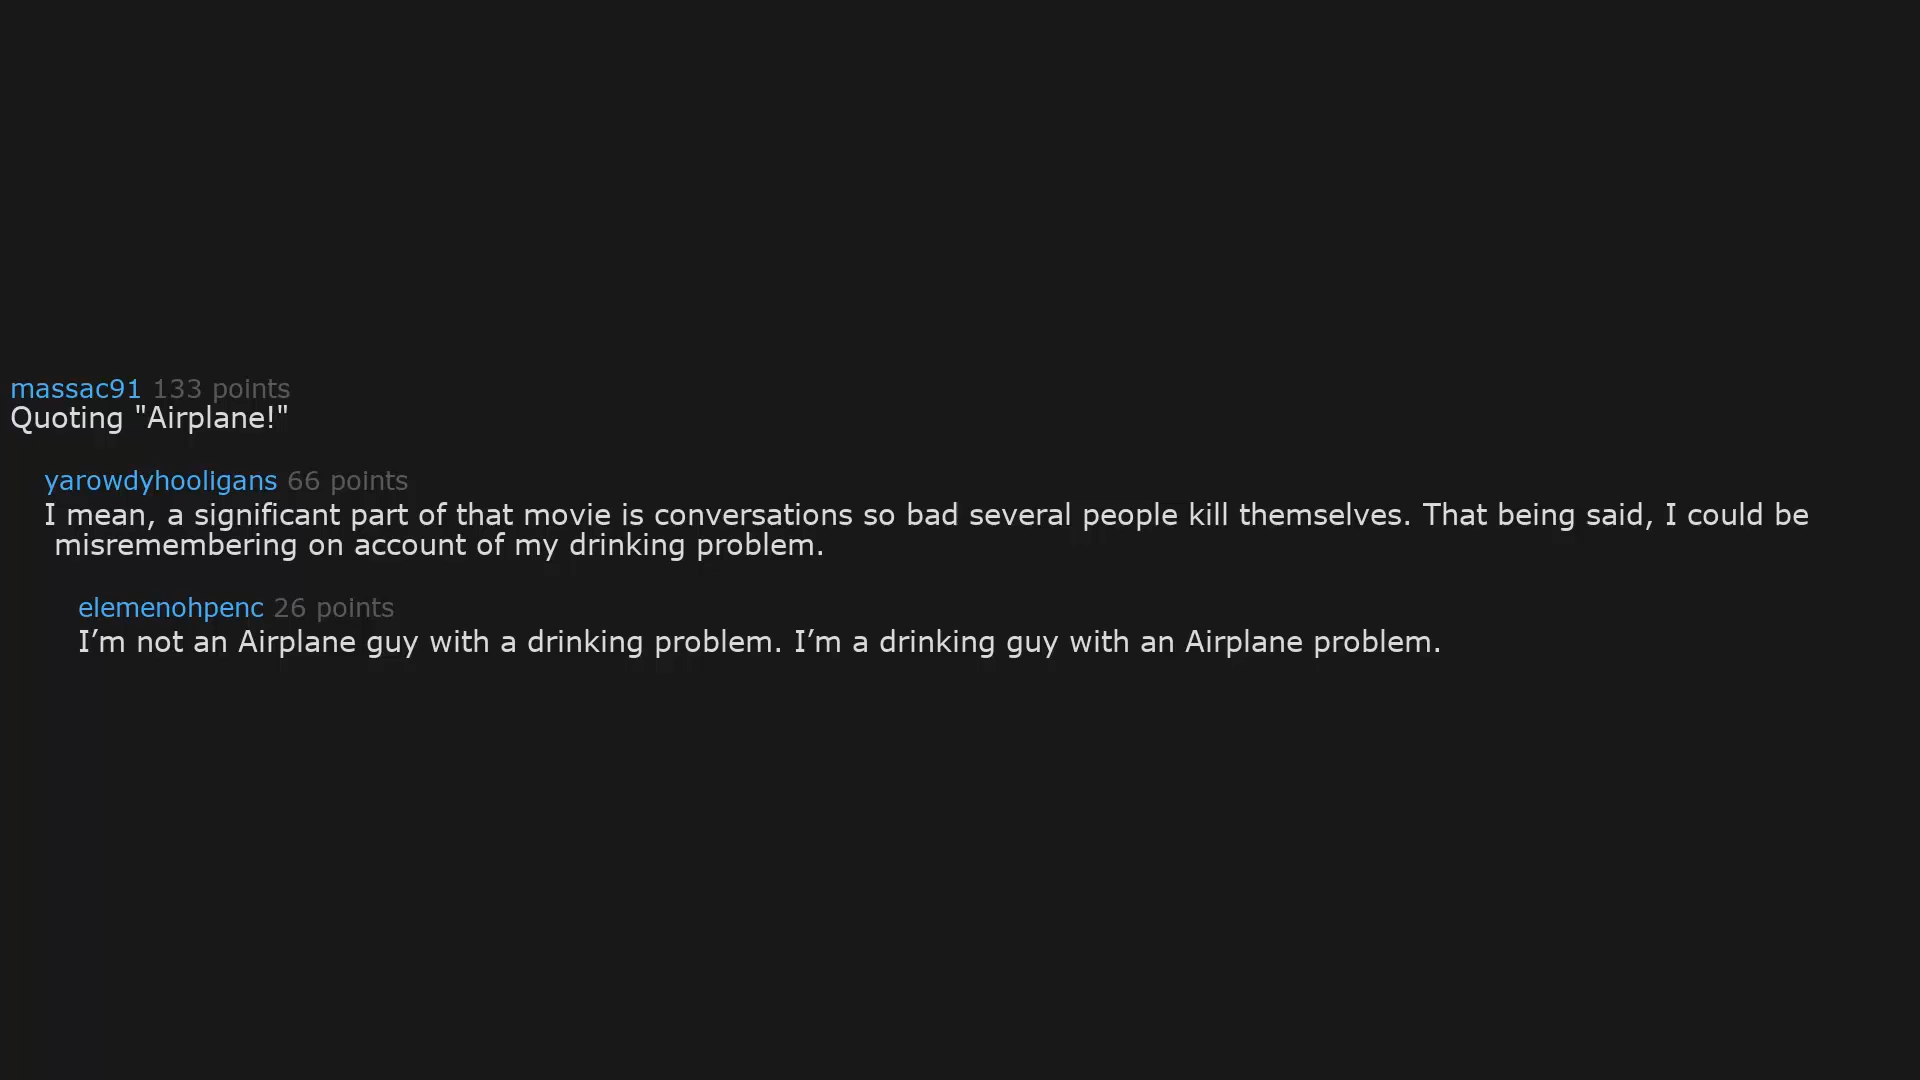 massac91 133 points
Quoting "Airplane!"
yarowdyhooligans 66 points
I mean, a significant part of that movie is conversations so bad several people kill themselves. That being said, I could be
misremembering on account of my drinking problem.
elemenohpenc 26 points
I’m not an Airplane guy with a drinking problem. I’m a drinking guy with an Airplane problem.